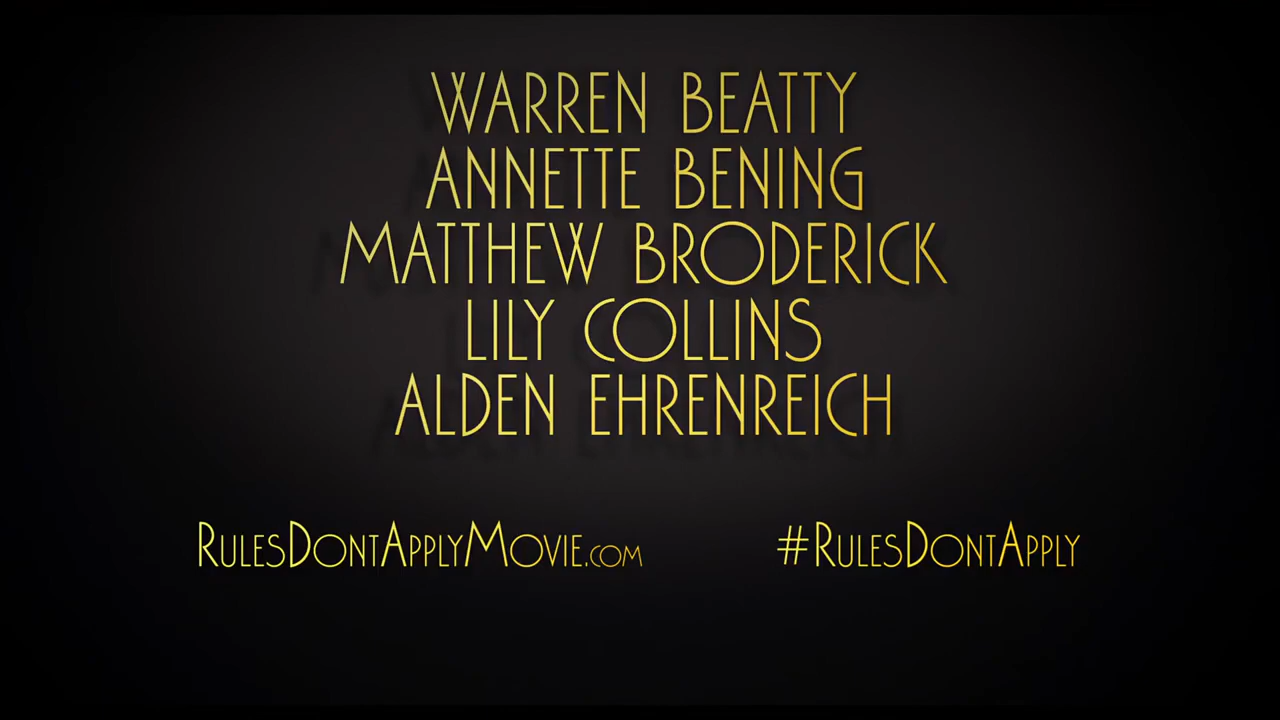 WARREN BEATTY
ANNETTE BENING
MATTHEW BRODERICK
LILY COLLINS
ALDEN EHRENREICH
RULESDONTAPPLYMOVIE.COM #RULESDONTAPPLY